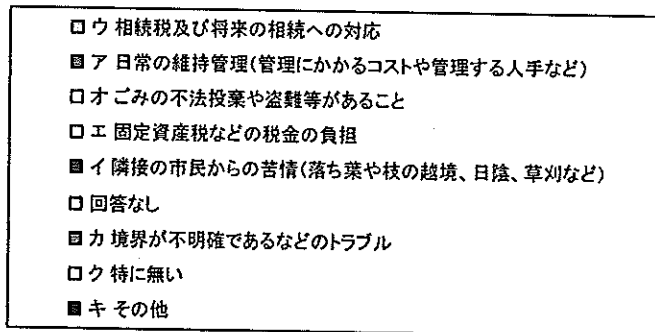 □ウ 相続税及び将来の相続への対応
■ア 日常の維持管理(管理にかかるコストや管理する人手など)
□オ ごみの不法投棄や盗難等があること
□エ 固定資産税などの税金の負担
■イ 隣接の市民からの苦情(落ち葉や枝の越境、日陰、草刈など)
□回答なし
■カ 境界が不明確であるなどのトラブル
□ク 特に無い
■キ その他